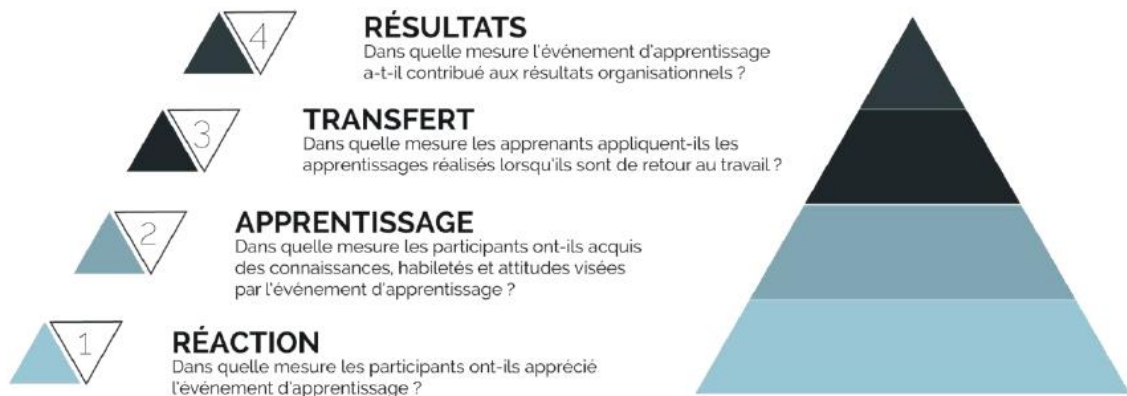 4
RÉSULTATS
Dans quelle mesure l'événement d'apprentissage
a-t-il contribué aux résultats organisationnels ?
3
TRANSFERT
Dans quelle mesure les apprenants appliquent-ils les
apprentissages réalisés lorsqu'ils sont de retour au travail ?
2
APPRENTISSAGE
Dans quelle mesure les participants ont-ils acquis
des connaissances, habiletés et attitudes visées
par l'événement d'apprentissage ?
1
RÉACTION
Dans quelle mesure les participants ont-ils apprécié
l'événement d'apprentissage ?